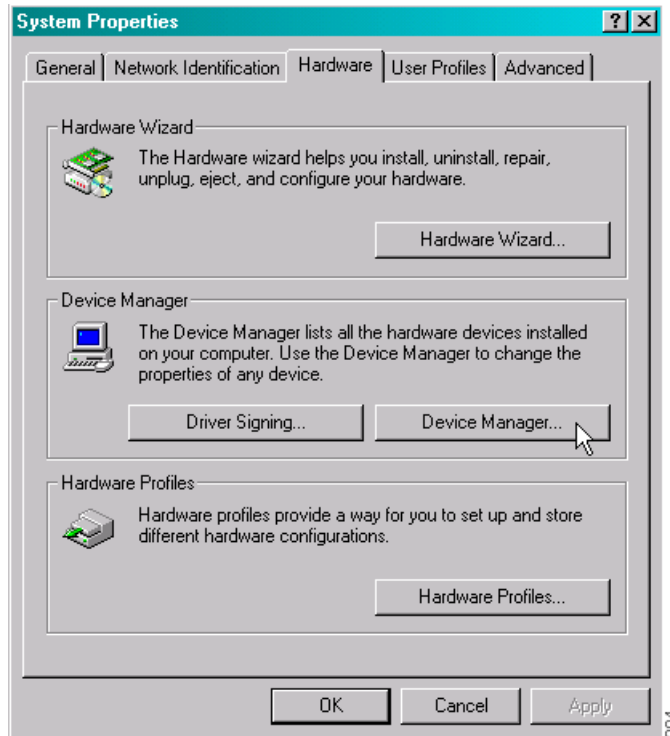 System Properties
General Network Identification Hardware User Profiles Advanced
Hardware Wizard
The Hardware wizard helps you install, uninstall, repair,
unplug, eject, and configure your hardware.
Hardware Wizard...
Device Manager
The Device Manager lists all the hardware devices installed
on your computer. Use the Device Manager to change the
properties of any device.
Driver Signing... Device Manager...
Hardware Profiles
Hardware profiles provide a way for you to set up and store
different hardware configurations.
Hardware Profiles...
OK Cancel Apply